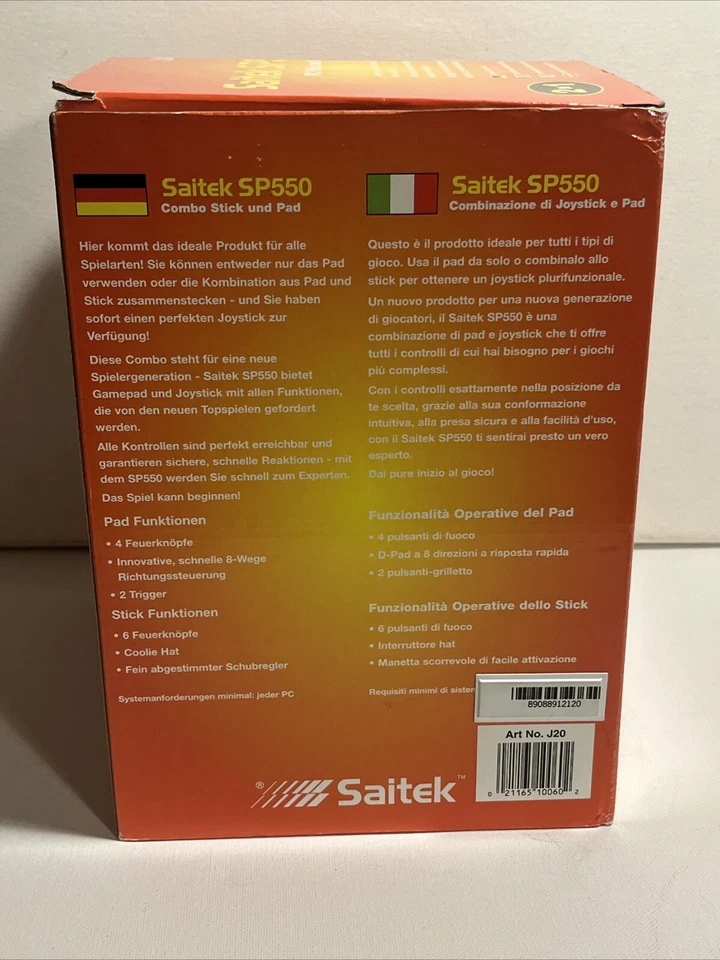 Saitek SP
Saitek SP550
Combo Stick und Pad
Hier kommt das ideale Produkt für alle
Spielarten! Sie können entweder nur das Pad
verwenden oder die Kombination aus Pad und
Stick zusammenstecken - und Sie haben
sofort einen perfekten Joystick zur
Verfügung!
Diese Combo steht für eine neue
Spielergeneration - Saitek SP550 bietet
Gamepad und Joystick mit allen Funktionen,
die von den neuen Topspielen gefordert
werden.
Alle Kontrollen sind perfekt erreichbar und
garantieren sichere, schnelle Reaktionen - mit
dem SP550 werden Sie schnell zum Experten.
Das Spiel kann beginnen!
Pad Funktionen
• 4 Feuerknöpfe
• Innovative, schnelle 8-Wege
Richtungssteuerung
• 2 Trigger
Stick Funktionen
• 6 Feuerknöpfe
• Coolie Hat
• Fein abgestimmter Schubregler
Systemanforderungen minimal: jeder PC
Saitek SP550
Combinazione di Joystick e Pad
Questo è il prodotto ideale per tutti i tipi di
gioco. Usa il pad da solo o combinalo allo
stick per ottenere un joystick plurifunzionale.
Un nuovo prodotto per una nuova generazione
di giocatori, il Saitek SP550 è una
combinazione di pad e joystick che ti offre
tutti i controlli di cui hai bisogno per i giochi
piú complessi.
Con i controlli esattamente nella posizione da
te scelta, grazie alla sua conformazione
intuitiva, alla presa sicura e alla facilità d'uso,
con il Saitek SP550 ti sentirai presto un vero
esperto.
Dai pure inizio al gioco!
Funzionalità Operative del Pad
• 4 pulsanti di fuoco
• D-Pad a 8 direzioni a risposta rapida
• 2 pulsanti-grilletto
Funzionalità Operative dello Stick
• 6 pulsanti di fuoco
• Interruttore hat
• Manetta scorrevole di facile attivazione
Requisiti minimi di sistem
89088912120
Art No. J20
0 21165 10060 2
® Saitek ™